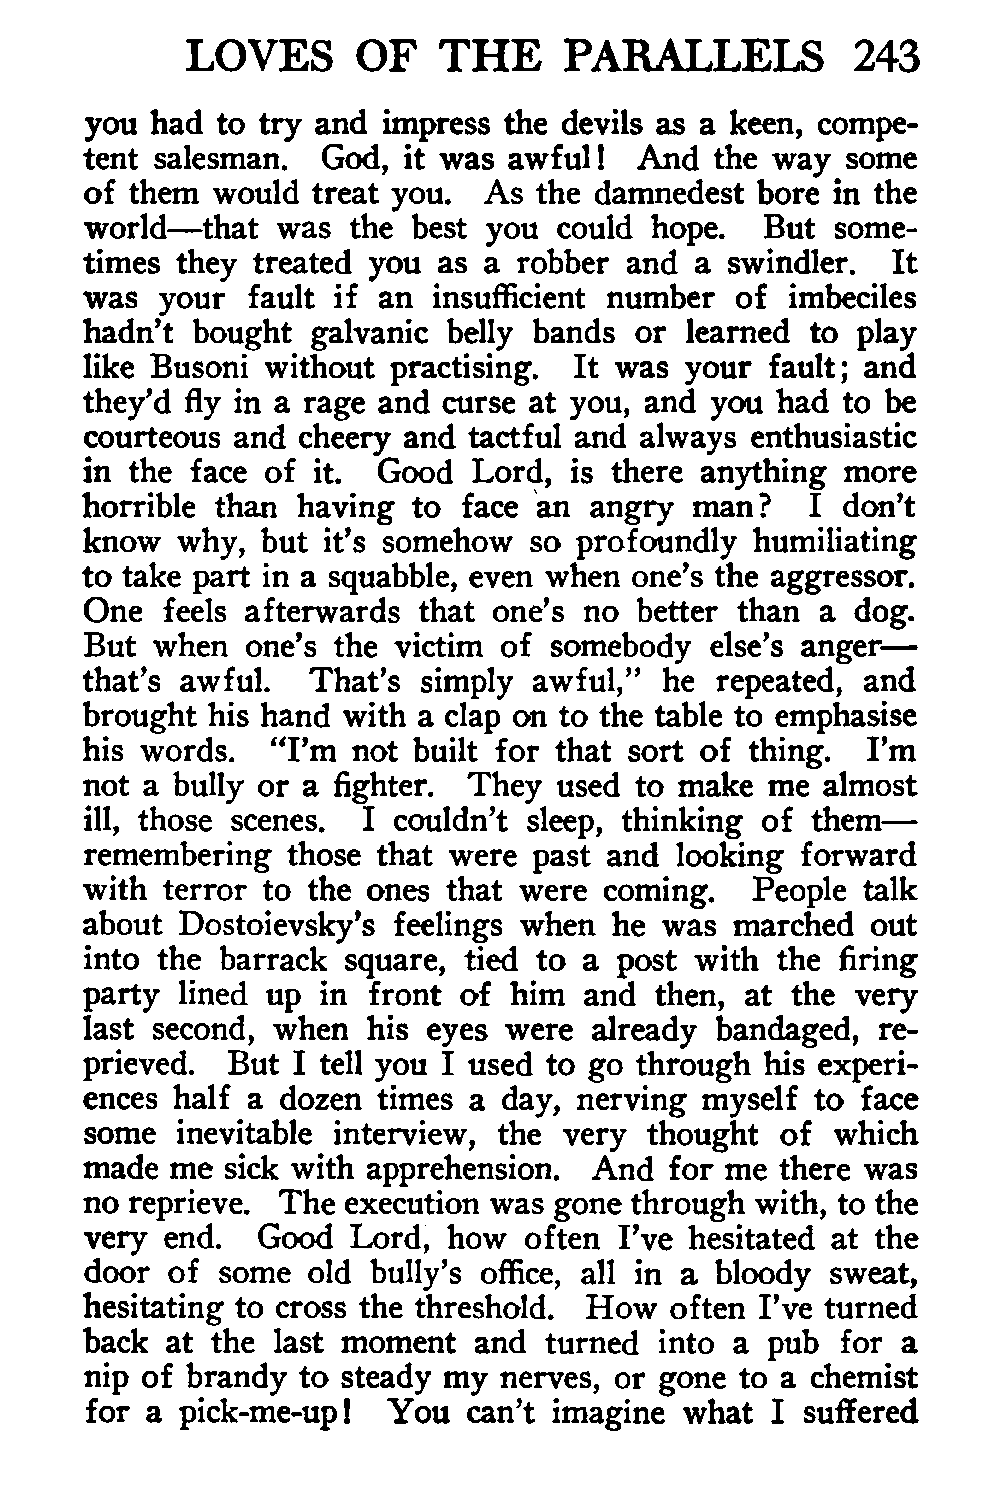 LOVES OF THE PARALLELS 243
you had to try and impress the devils as a keen, compe-
tent salesman. God, it was awful! And the way some
of them would treat you. As the damnedest bore in the
world—that was the best you could hope. But some-
times they treated you as a robber and a swindler. It
was your fault if an insufficient number of imbeciles
hadn't bought galvanic belly bands or learned to play
like Busoni without practising. It was your fault; and
they'd fly in a rage and curse at you, and you had to be
courteous and cheery and tactful and always enthusiastic
in the face of it. Good Lord, is there anything more
horrible than having to face an angry man? I don't
know why, but it's somehow so profoundly humiliating
to take part in a squabble, even when one's the aggressor.
One feels afterwards that one's no better than a dog.
But when one's the victim of somebody else's anger—
that's awful. That's simply awful," he repeated, and
brought his hand with a clap on to the table to emphasise
his words. "I'm not built for that sort of thing. I'm
not a bully or a fighter. They used to make me almost
ill, those scenes. I couldn't sleep, thinking of them—
remembering those that were past and looking forward
with terror to the ones that were coming. People talk
about Dostoievsky's feelings when he was marched out
into the barrack square, tied to a post with the firing
party lined up in front of him and then, at the very
last second, when his eyes were already bandaged, re-
prieved. But I tell you I used to go through his experi-
ences half a dozen times a day, nerving myself to face
some inevitable interview, the very thought of which
made me sick with apprehension. And for me there was
no reprieve. The execution was gone through with, to the
very end. Good Lord, how often I've hesitated at the
door of some old bully's office, all in a bloody sweat,
hesitating to cross the threshold. How often I've turned
back at the last moment and turned into a pub for a
nip of brandy to steady my nerves, or gone to a chemist
for a pick-me-up! You can't imagine what I suffered